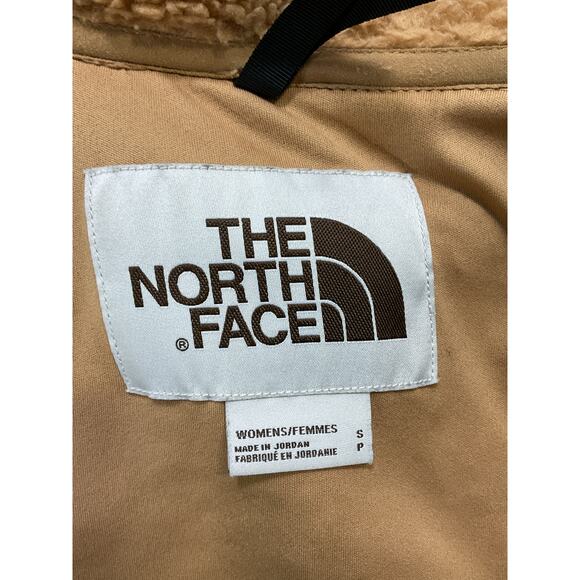 THE
NORTH
FACE
®
WOMENS/FEMMES S
MADE IN JORDAN P
FABRIQUÉ EN JORDANIE